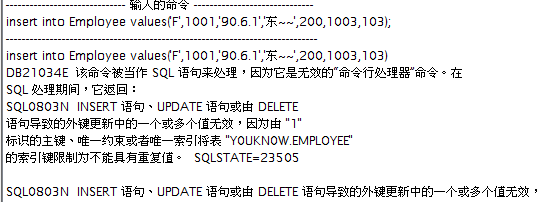 ------------------------------ 输入的命令 ------------------------------
insert into Employee values('F',1001,'90.6.1','东~~',200,1003,103);
------------------------------------------------------------------------------
insert into Employee values('F',1001,'90.6.1','东~~',200,1003,103)
DB21034E 该命令被当作 SQL 语句来处理，因为它是无效的“命令行处理器”命令。在
SQL 处理期间，它返回：
SQL0803N INSERT 语句、UPDATE 语句或由 DELETE
语句导致的外键更新中的一个或多个值无效，因为由 "1"
标识的主键、唯一约束或者唯一索引将表 "YOUKNOW.EMPLOYEE"
的索引键限制为不能具有重复值。 SQLSTATE=23505
SQL0803N INSERT 语句、UPDATE 语句或由 DELETE 语句导致的外键更新中的一个或多个值无效，